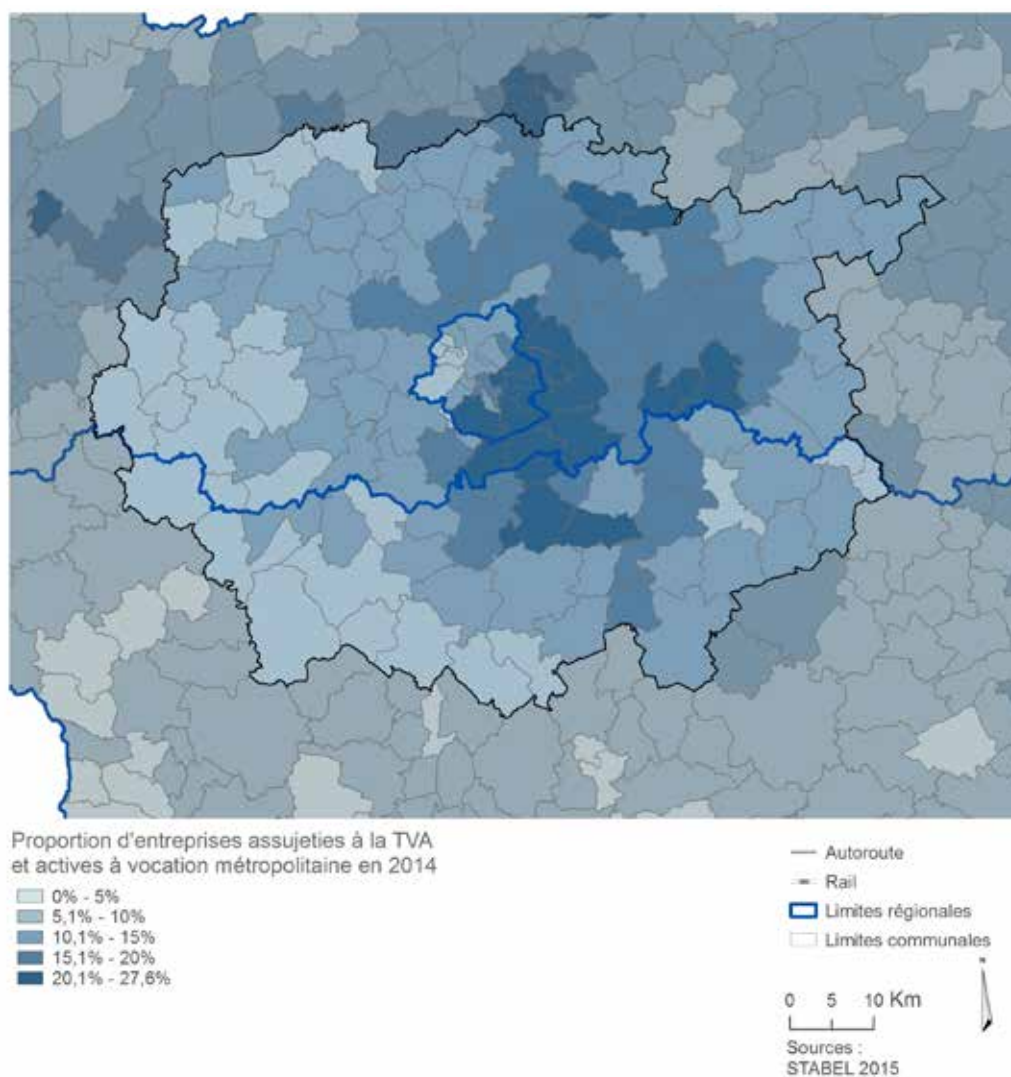 Proportion d'entreprises assujeties à la TVA
et actives à vocation métropolitaine en 2014
0% - 5%
5,1% - 10%
10,1% - 15%
15,1% - 20%
20,1% - 27,6%
Autoroute
Rail
Limites régionales
Limites communales
N
0 5 10 Km
Sources :
STABEL 2015